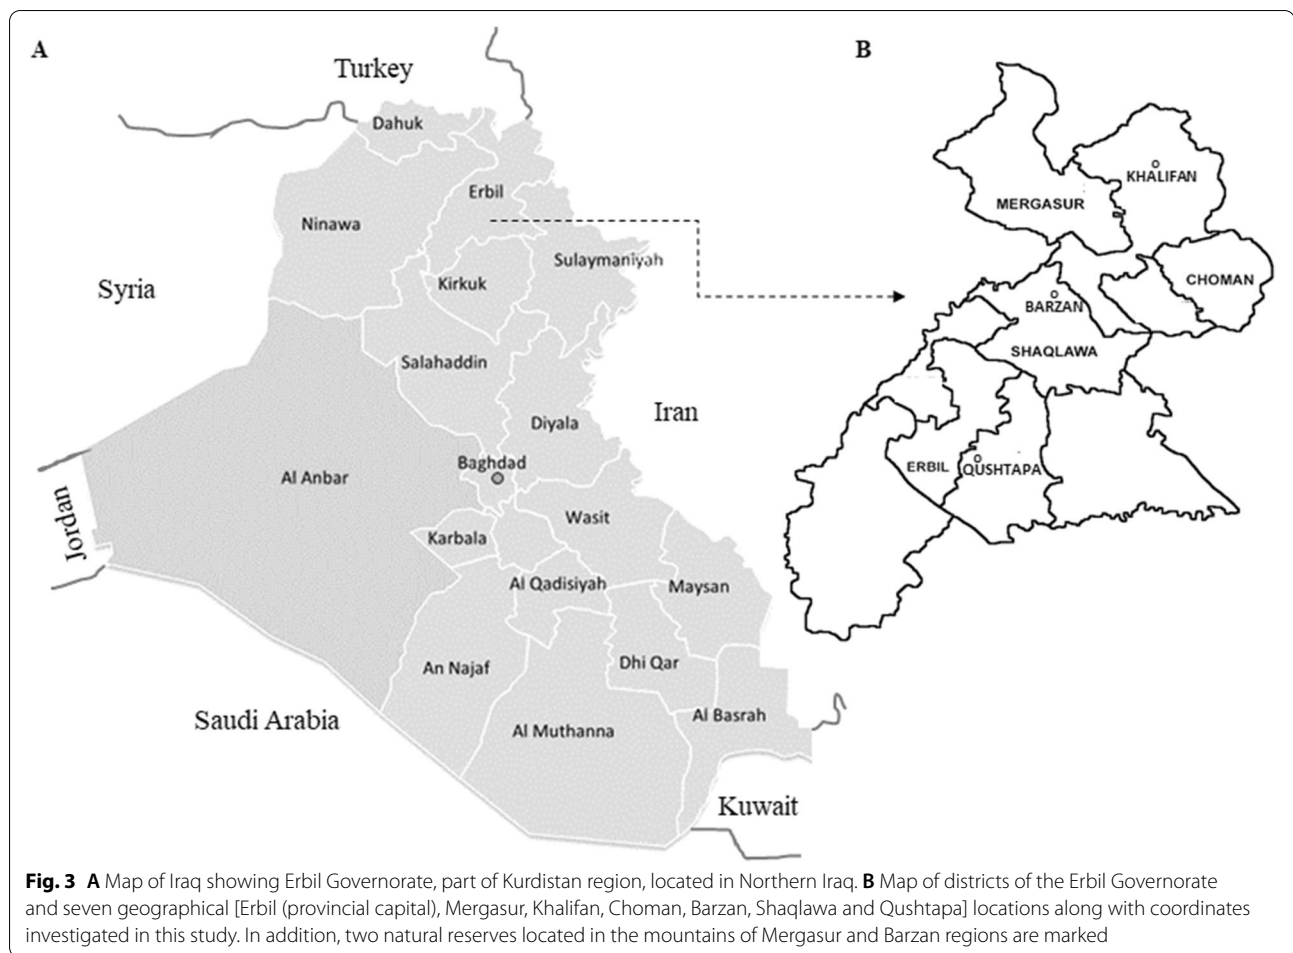 A
B
Turkey
Dahuk
Erbil
Ninawa
Sulaymaniyah
Kirkuk
Syria
Salahaddin
Iran
Diyala
Baghdad
Al Anbar
Jordan
Wasit
Karbala
Al Qadisiyah
Maysan
An Najaf
Dhi Qar
Al Basrah
Al Muthanna
Saudi Arabia
Kuwait
KHALIFAN
MERGASUR
CHOMAN
BARZAN
SHAQLAWA
ERBIL
QUSHTAPA
Fig. 3 A Map of Iraq showing Erbil Governorate, part of Kurdistan region, located in Northern Iraq. B Map of districts of the Erbil Governorate
and seven geographical [Erbil (provincial capital), Mergasur, Khalifan, Choman, Barzan, Shaqlawa and Qushtapa] locations along with coordinates
investigated in this study. In addition, two natural reserves located in the mountains of Mergasur and Barzan regions are marked